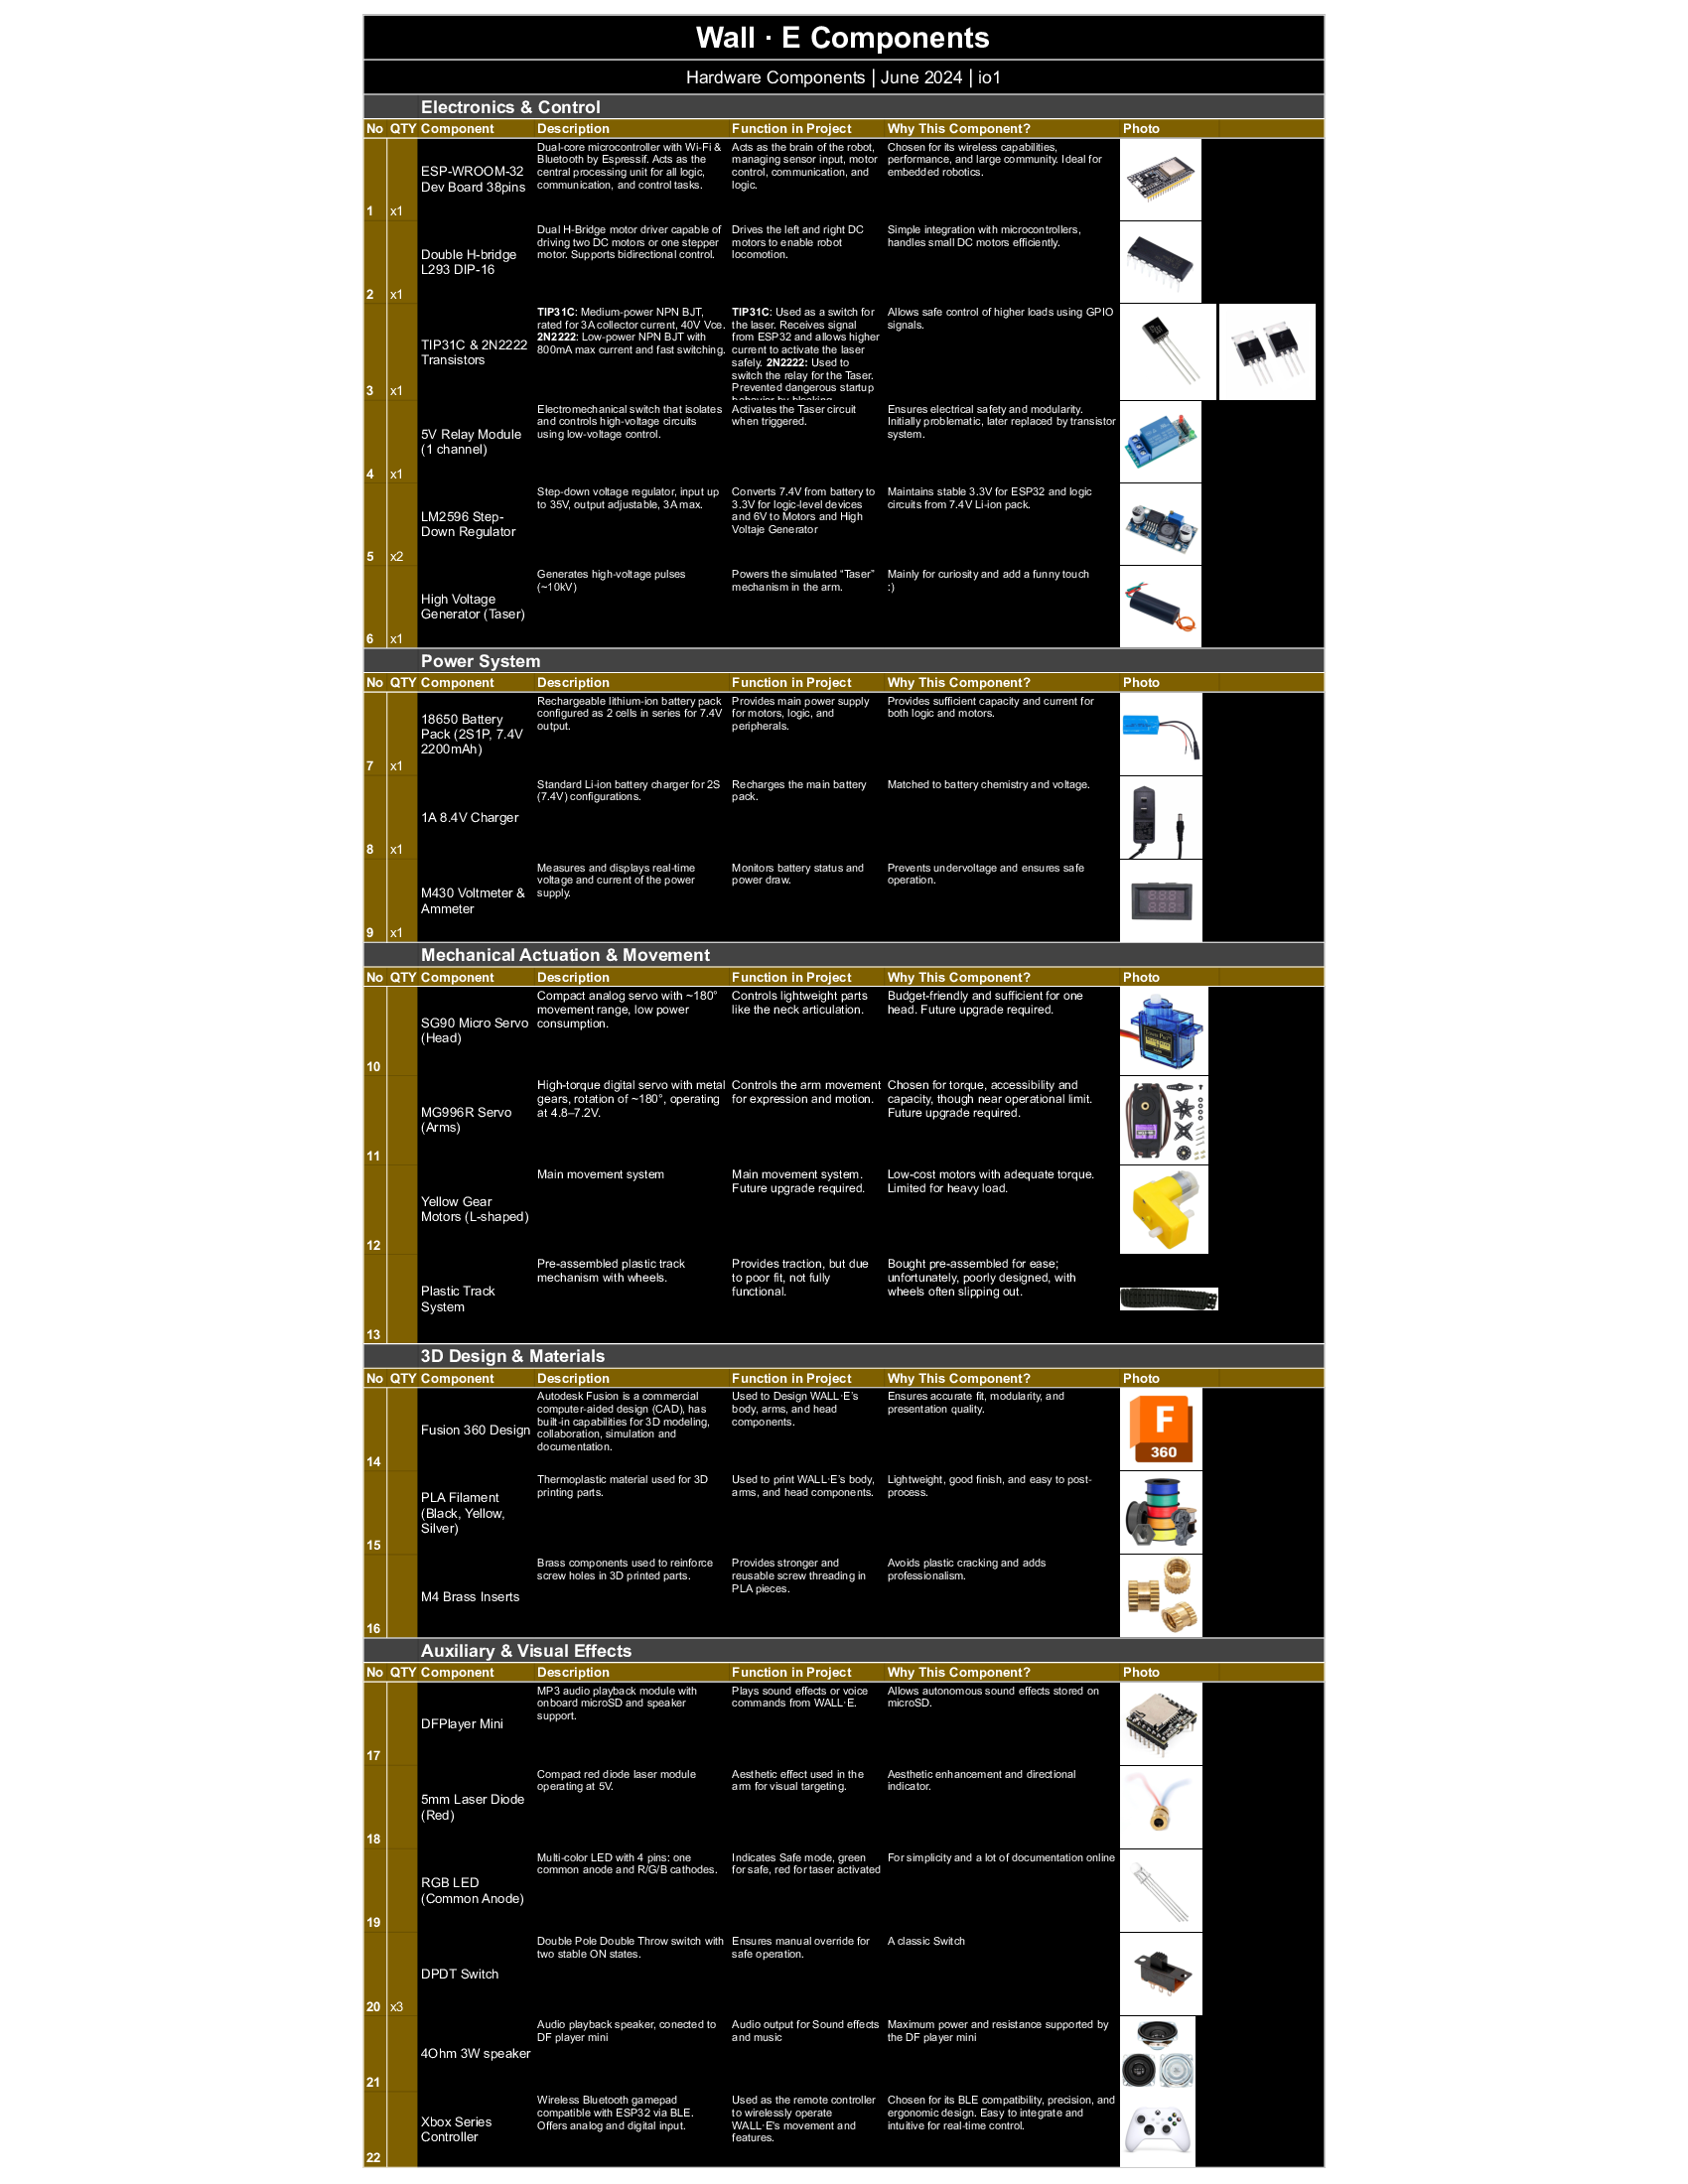 Wall · E Components
Hardware Components | June 2024 | io1
Electronics & Control
No QTY Component Description Function in Project Why This Component? Photo
1 x1
ESP-WROOM-32
Dev Board 38pins
Dual-core microcontroller with Wi-Fi &
Bluetooth by Espressif. Acts as the
central processing unit for all logic,
communication, and control tasks.
Acts as the brain of the robot,
managing sensor input, motor
control, communication, and
logic.
Chosen for its wireless capabilities,
performance, and large community. Ideal for
embedded robotics.
2 x1
Double H-bridge
L293 DIP-16
Dual H-Bridge motor driver capable of
driving two DC motors or one stepper
motor. Supports bidirectional control.
Drives the left and right DC
motors to enable robot
locomotion.
Simple integration with microcontrollers,
handles small DC motors efficiently.
3 x1
TIP31C & 2N2222
Transistors
TIP31C: Medium-power NPN BJT,
rated for 3A collector current, 40V Vce.
2N2222: Low-power NPN BJT with
800mA max current and fast switching.
TIP31C: Used as a switch for
the laser. Receives signal
from ESP32 and allows higher
current to activate the laser
safely. 2N2222: Used to
switch the relay for the Taser.
Prevented dangerous startup
Allows safe control of higher loads using GPIO
signals.
4 x1
5V Relay Module
(1 channel)
Electromechanical switch that isolates
and controls high-voltage circuits
using low-voltage control.
Activates the Taser circuit
when triggered.
Ensures electrical safety and modularity.
Initially problematic, later replaced by transistor
system.
5 x2
LM2596 Step-
Down Regulator
Step-down voltage regulator, input up
to 35V, output adjustable, 3A max.
Converts 7.4V from battery to
3.3V for logic-level devices
and 6V to Motors and High
Voltaje Generator
Maintains stable 3.3V for ESP32 and logic
circuits from 7.4V Li-ion pack.
6 x1
High Voltage
Generator (Taser)
Generates high-voltage pulses
(~10kV)
Powers the simulated “Taser”
mechanism in the arm.
Mainly for curiosity and add a funny touch
:)
Power System
No QTY Component Description Function in Project Why This Component? Photo
7 x1
18650 Battery
Pack (2S1P, 7.4V
2200mAh)
Rechargeable lithium-ion battery pack
configured as 2 cells in series for 7.4V
output.
Provides main power supply
for motors, logic, and
peripherals.
Provides sufficient capacity and current for
both logic and motors.
8 x1
1A 8.4V Charger
Standard Li-ion battery charger for 2S
(7.4V) configurations.
Recharges the main battery
pack.
Matched to battery chemistry and voltage.
9 x1
M430 Voltmeter &
Ammeter
Measures and displays real-time
voltage and current of the power
supply.
Monitors battery status and
power draw.
Prevents undervoltage and ensures safe
operation.
Mechanical Actuation & Movement
No QTY Component Description Function in Project Why This Component? Photo
10
SG90 Micro Servo
(Head)
Compact analog servo with ~180°
movement range, low power
consumption.
Controls lightweight parts
like the neck articulation.
Budget-friendly and sufficient for one
head. Future upgrade required.
11
MG996R Servo
(Arms)
High-torque digital servo with metal
gears, rotation of ~180°, operating
at 4.8–7.2V.
Controls the arm movement
for expression and motion.
Chosen for torque, accessibility and
capacity, though near operational limit.
Future upgrade required.
12
Yellow Gear
Motors (L-shaped)
Main movement system
Main movement system.
Future upgrade required.
Low-cost motors with adequate torque.
Limited for heavy load.
13
Plastic Track
System
Pre-assembled plastic track
mechanism with wheels.
Provides traction, but due
to poor fit, not fully
functional.
Bought pre-assembled for ease;
unfortunately, poorly designed, with
wheels often slipping out.
3D Design & Materials
No QTY Component Description Function in Project Why This Component? Photo
14
Fusion 360 Design
Autodesk Fusion is a commercial
computer-aided design (CAD), has
built-in capabilities for 3D modeling,
collaboration, simulation and
documentation.
Used to Design WALL·E’s
body, arms, and head
components.
Ensures accurate fit, modularity, and
presentation quality.
F
360
15
PLA Filament
(Black, Yellow,
Silver)
Thermoplastic material used for 3D
printing parts.
Used to print WALL·E’s body,
arms, and head components.
Lightweight, good finish, and easy to post-
process.
16
M4 Brass Inserts
Brass components used to reinforce
screw holes in 3D printed parts.
Provides stronger and
reusable screw threading in
PLA pieces.
Avoids plastic cracking and adds
professionalism.
Auxiliary & Visual Effects
No QTY Component Description Function in Project Why This Component? Photo
17
DFPlayer Mini
MP3 audio playback module with
onboard microSD and speaker
support.
Plays sound effects or voice
commands from WALL·E.
Allows autonomous sound effects stored on
microSD.
18
5mm Laser Diode
(Red)
Compact red diode laser module
operating at 5V.
Aesthetic effect used in the
arm for visual targeting.
Aesthetic enhancement and directional
indicator.
19
RGB LED
(Common Anode)
Multi-color LED with 4 pins: one
common anode and R/G/B cathodes.
Indicates Safe mode, green
for safe, red for taser activated
For simplicity and a lot of documentation online
20 x3
DPDT Switch
Double Pole Double Throw switch with
two stable ON states.
Ensures manual override for
safe operation.
A classic Switch
21
4Ohm 3W speaker
Audio playback speaker, conected to
DF player mini
Audio output for Sound effects
and music
Maximum power and resistance supported by
the DF player mini
22
Xbox Series
Controller
Wireless Bluetooth gamepad
compatible with ESP32 via BLE.
Offers analog and digital input.
Used as the remote controller
to wirelessly operate
WALL·E’s movement and
features.
Chosen for its BLE compatibility, precision, and
ergonomic design. Easy to integrate and
intuitive for real-time control.